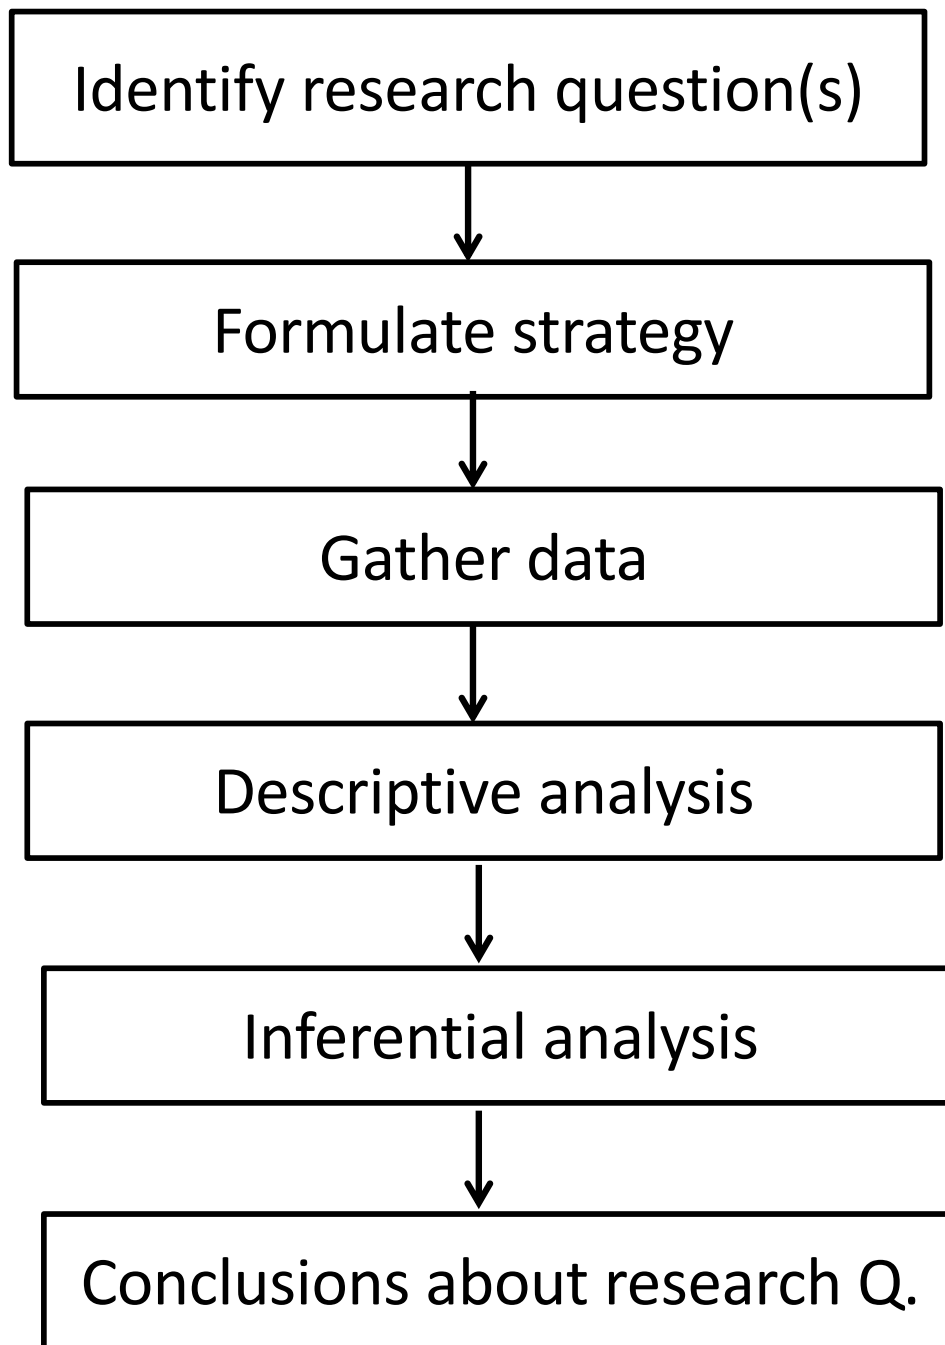 Identify research question(s)
Formulate strategy
Gather data
Descriptive analysis
Inferential analysis
Conclusions about research Q.